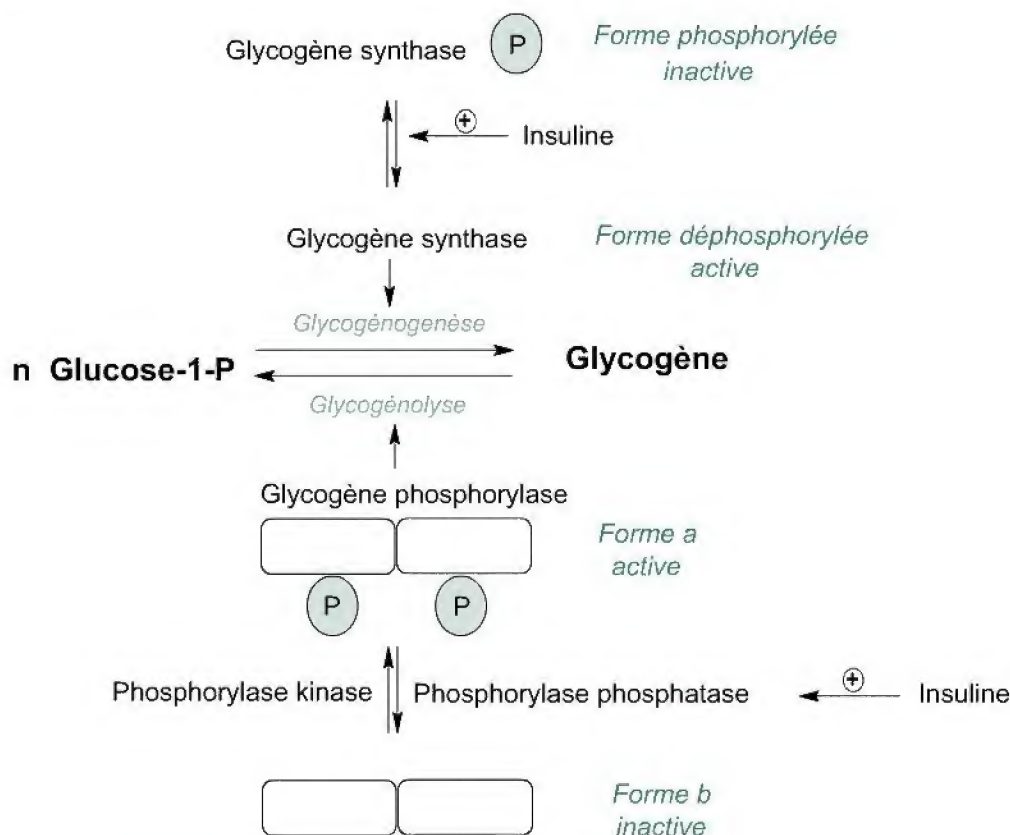 Glycogène synthase P Forme phosphorylée
inactive
+
Insuline
Glycogène synthase Forme déphosphorylée
active
Glycogénogenèse
n Glucose-1-P Glycogène
Glycogénolyse
Glycogène phosphorylase
Forme a
active
P P
Phosphorylase kinase Phosphorylase phosphatase + Insuline
Forme b
inactive